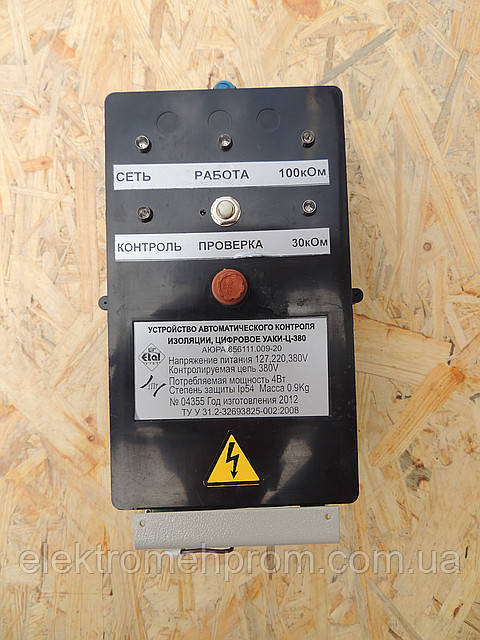 СЕТЬ РАБОТА 100кОм
КОНТРОЛЬ ПРОВЕРКА 30кОм
УСТРОЙСТВО АВТОМАТИЧЕСКОГО КОНТРОЛЯ
ИЗОЛЯЦИИ, ЦИФРОВОЕ УАКИ-Ц-380
АЮРА.656111.009-20
Etal
Напряжение питания 127,220,380V
Контролируемая цепь 380V
Потребляемая мощность 4Вт
Степень защиты Ip54 Масса 0.9Kg
№ 04355 Год изготовления 2012
ТУ У 31.2-32693825-002:2008
elektromehprom.com.ua